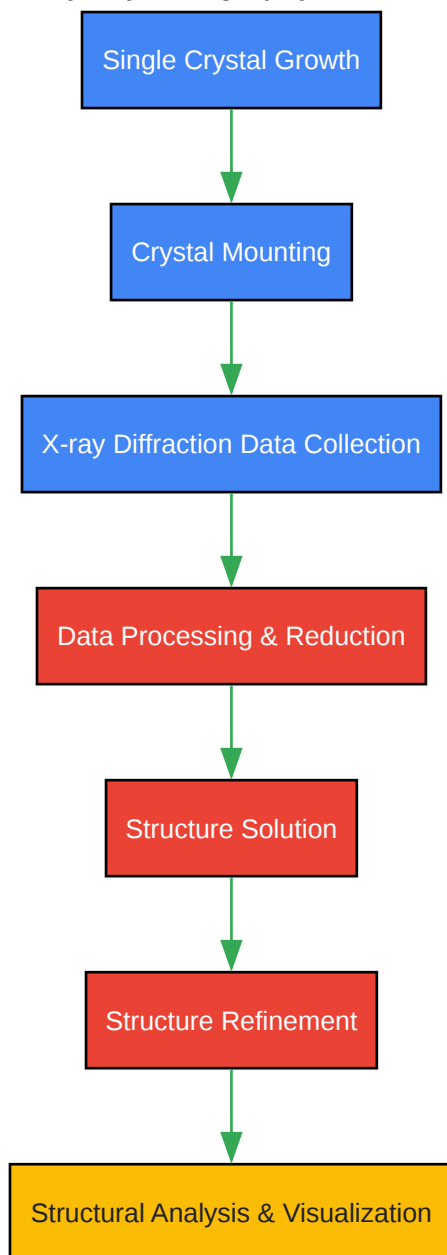 Single Crystal Growth
Crystal Mounting
X-ray Diffraction Data Collection
Data Processing & Reduction
Structure Solution
Structure Refinement
Structural Analysis & Visualization